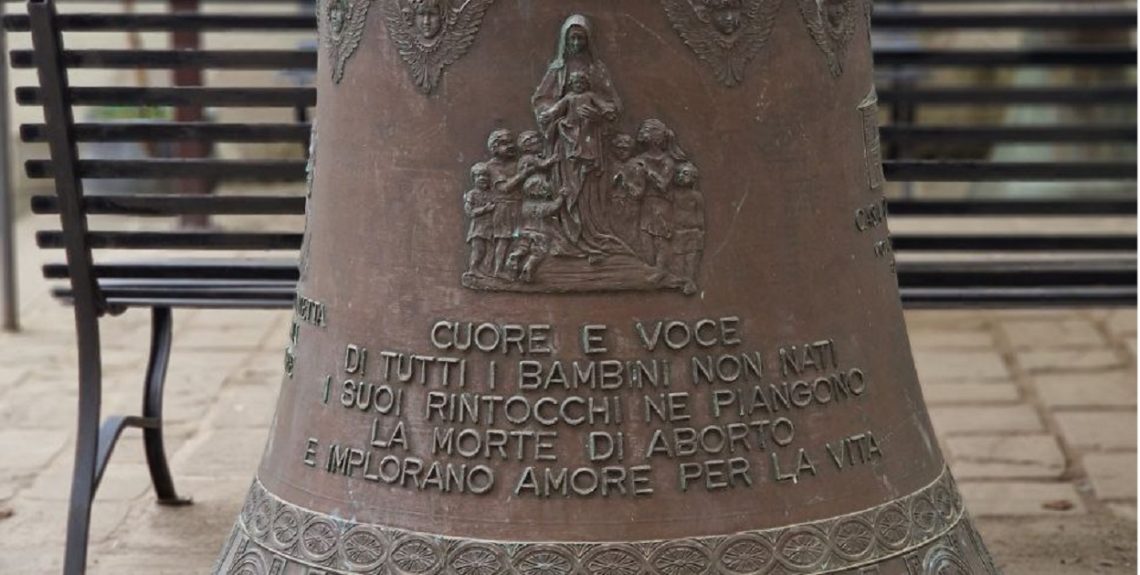 CUORE E VOCE
DI TUTTI I BAMBINI NON NATI
I SUOI RINTOCCHI NE PIANGONO
LA MORTE DI ABORTO
E IMPLORANO AMORE PER LA VITA